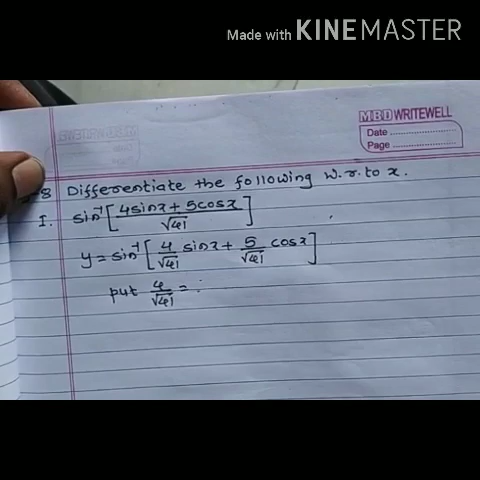 Made with KINEMASTER
MBD WRITEWELL
Date ....................
Page ....................
8 Differentiate the following w.r.to x.
I. sin⁻¹[4sinx + 5cosx / √41]
y = sin⁻¹[4/√41 sinx + 5/√41 cosx]
put 4/√41 = :